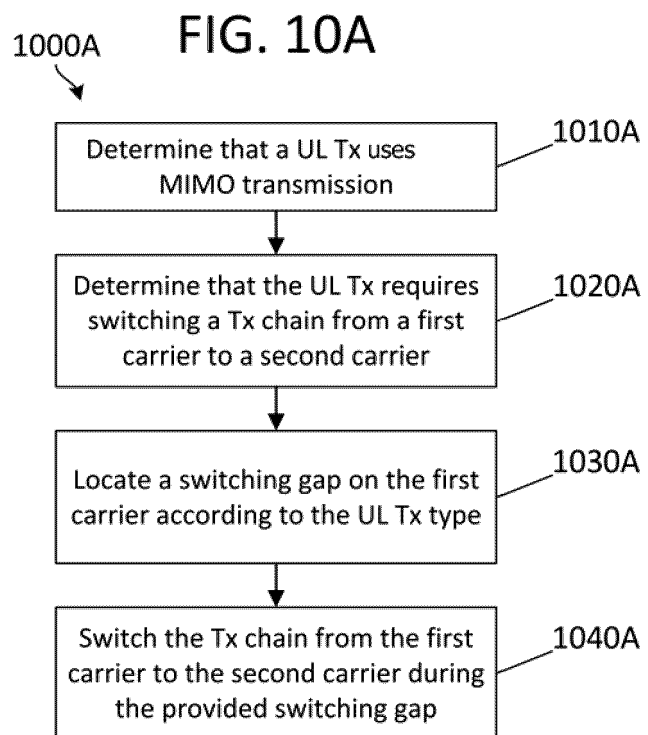 FIG. 10A
1000A
Determine that a UL Tx uses
MIMO transmission
1010A
Determine that the UL Tx requires
switching a Tx chain from a first
carrier to a second carrier
1020A
Locate a switching gap on the first
carrier according to the UL Tx type
1030A
Switch the Tx chain from the first
carrier to the second carrier during
the provided switching gap
1040A